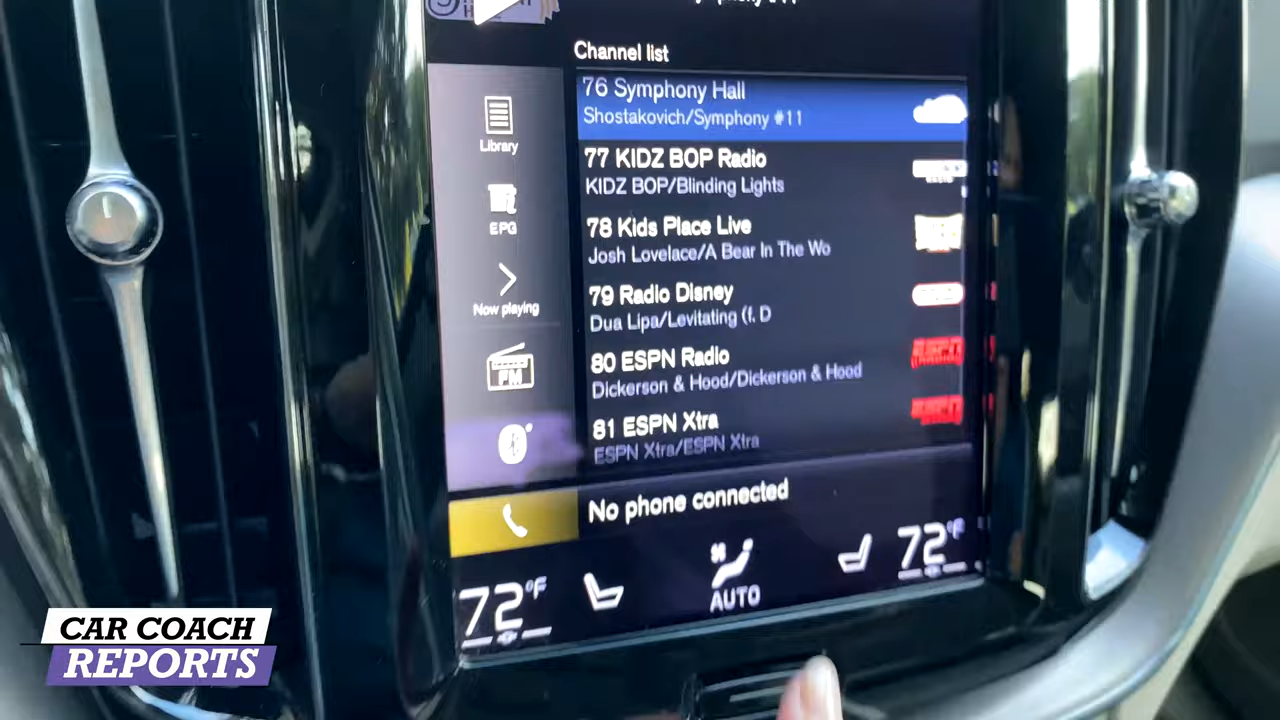 Channel list
76 Symphony Hall
Shostakovich/Symphony #11
Library
77 KIDZ BOP Radio
KIDZ BOP/Blinding Lights
EPG
78 Kids Place Live
Josh Lovelace/A Bear In The Wo
Now playing
79 Radio Disney
Dua Lipa/Levitating (f. D
FM
80 ESPN Radio
Dickerson & Hood/Dickerson & Hood
ESPN
81 ESPN Xtra
ESPN Xtra/ESPN Xtra
ESPN
No phone connected
72°F
AUTO
72°F
CAR COACH
REPORTS